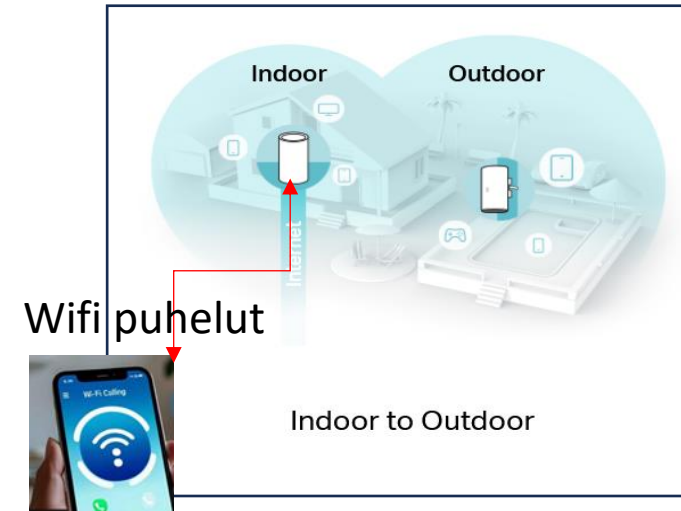 Indoor
Outdoor
Internet
Wifi puhelut
Wi-Fi Calling
Indoor to Outdoor